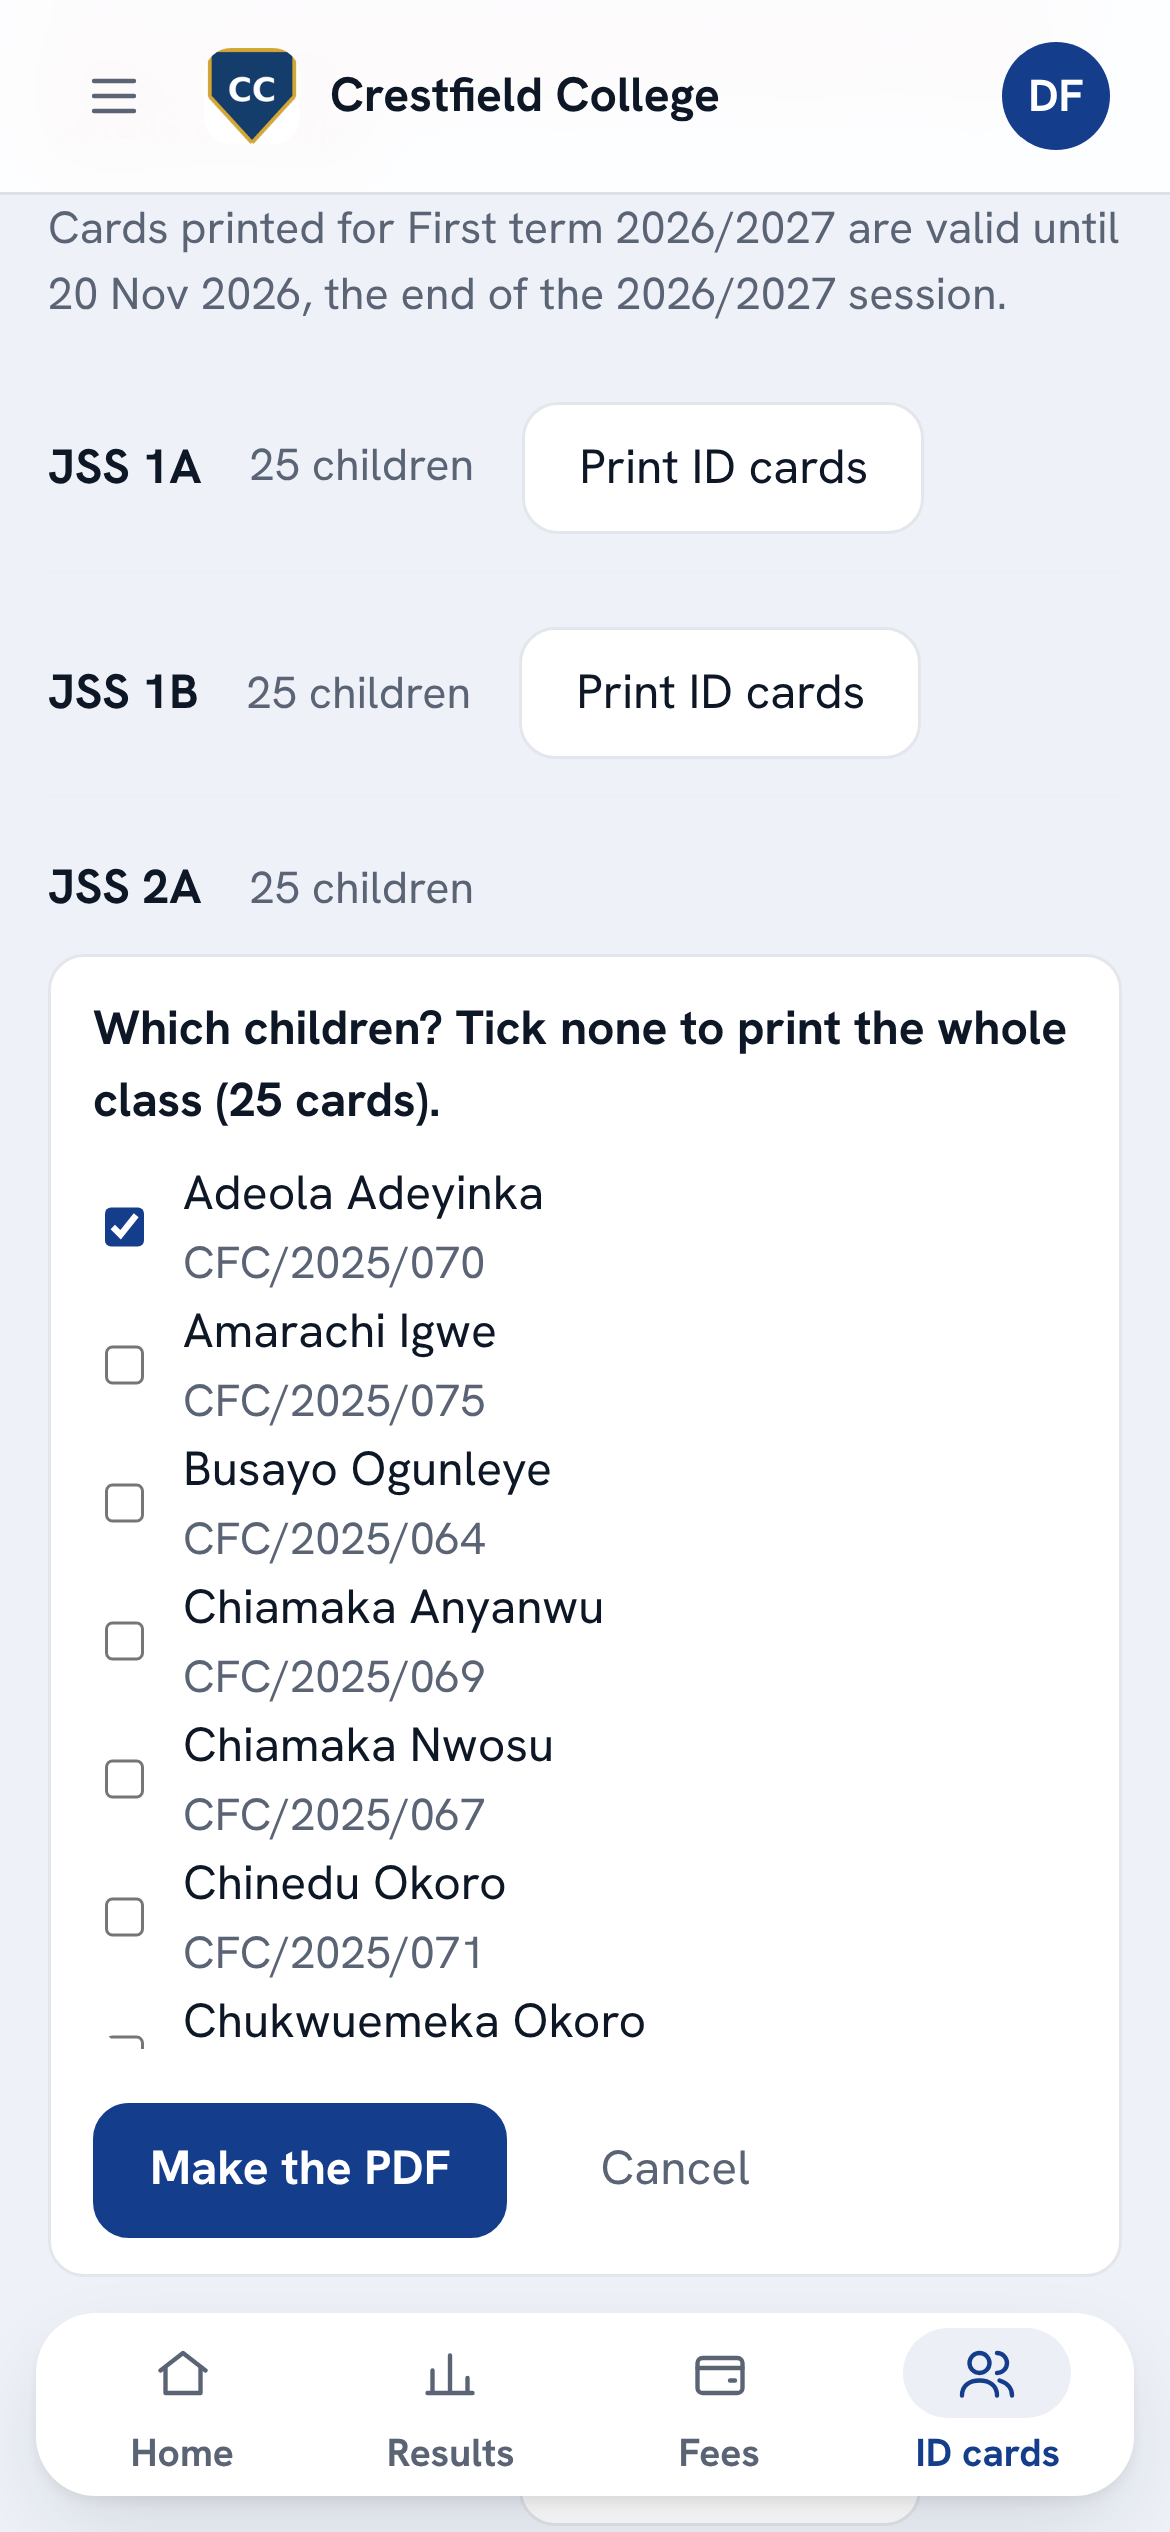 CC
Crestfield College
DF
Cards printed for First term 2026/2027 are valid until
20 Nov 2026, the end of the 2026/2027 session.
JSS 1A 25 children Print ID cards
JSS 1B 25 children Print ID cards
JSS 2A 25 children
Which children? Tick none to print the whole
class (25 cards).
Adeola Adeyinka
CFC/2025/070
Amarachi Igwe
CFC/2025/075
Busayo Ogunleye
CFC/2025/064
Chiamaka Anyanwu
CFC/2025/069
Chiamaka Nwosu
CFC/2025/067
Chinedu Okoro
CFC/2025/071
Chukwuemeka Okoro
Make the PDF Cancel
Home Results Fees ID cards